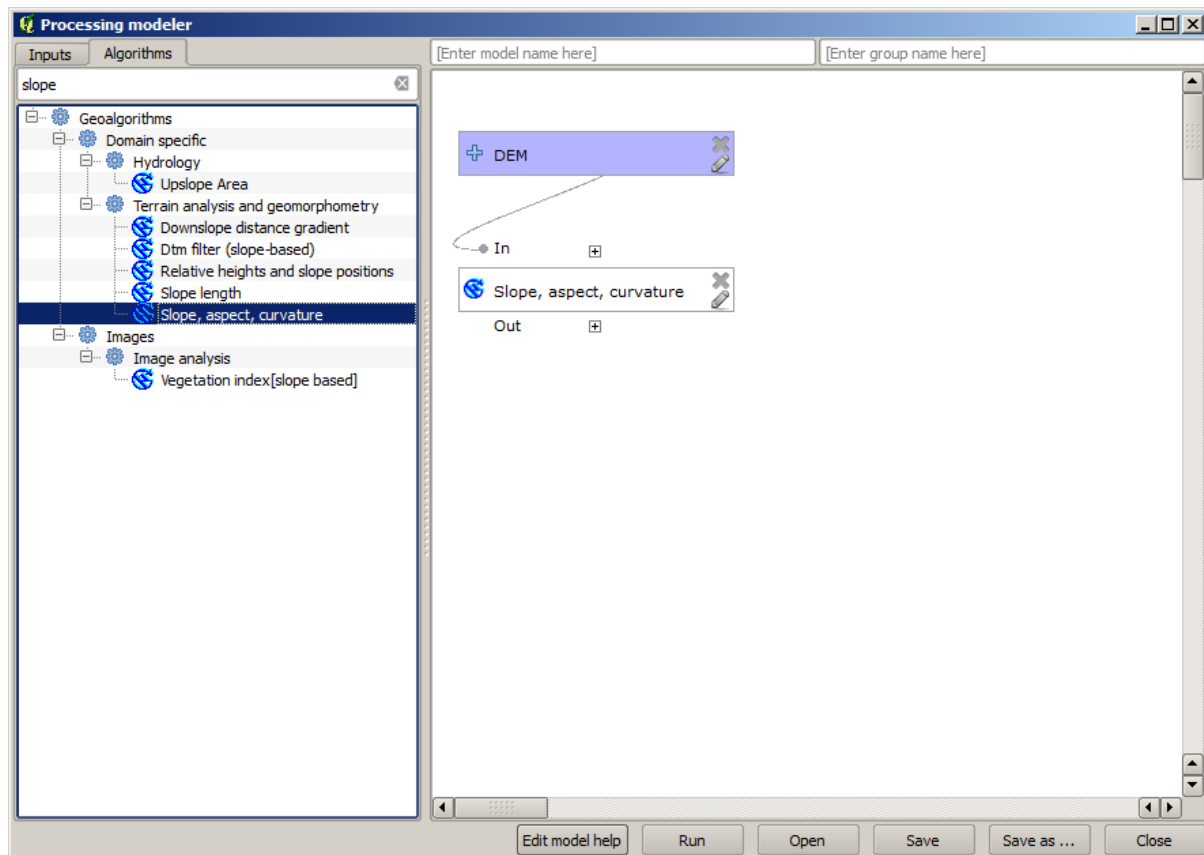 Processing modeler
Inputs Algorithms
[Enter model name here] [Enter group name here]
slope
Geoalgorithms
Domain specific
Hydrology
Upslope Area
Terrain analysis and geomorphometry
Downslope distance gradient
Dtm filter (slope-based)
Relative heights and slope positions
Slope length
Slope, aspect, curvature
Images
Image analysis
Vegetation index[slope based]
DEM
In
Slope, aspect, curvature
Out
Edit model help Run Open Save Save as ... Close